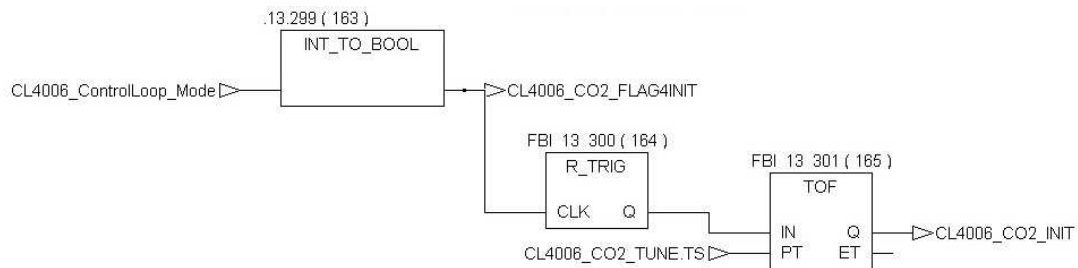 .13.299 ( 163 )
INT_TO_BOOL
CL4006_ControlLoop_Mode
CL4006_CO2_FLAG4INIT
FBI 13 300 ( 164 )
R_TRIG
CLK Q
FBI 13 301 ( 165 )
TOF
IN Q
CL4006_CO2_INIT
CL4006_CO2_TUNE.TS
PT ET